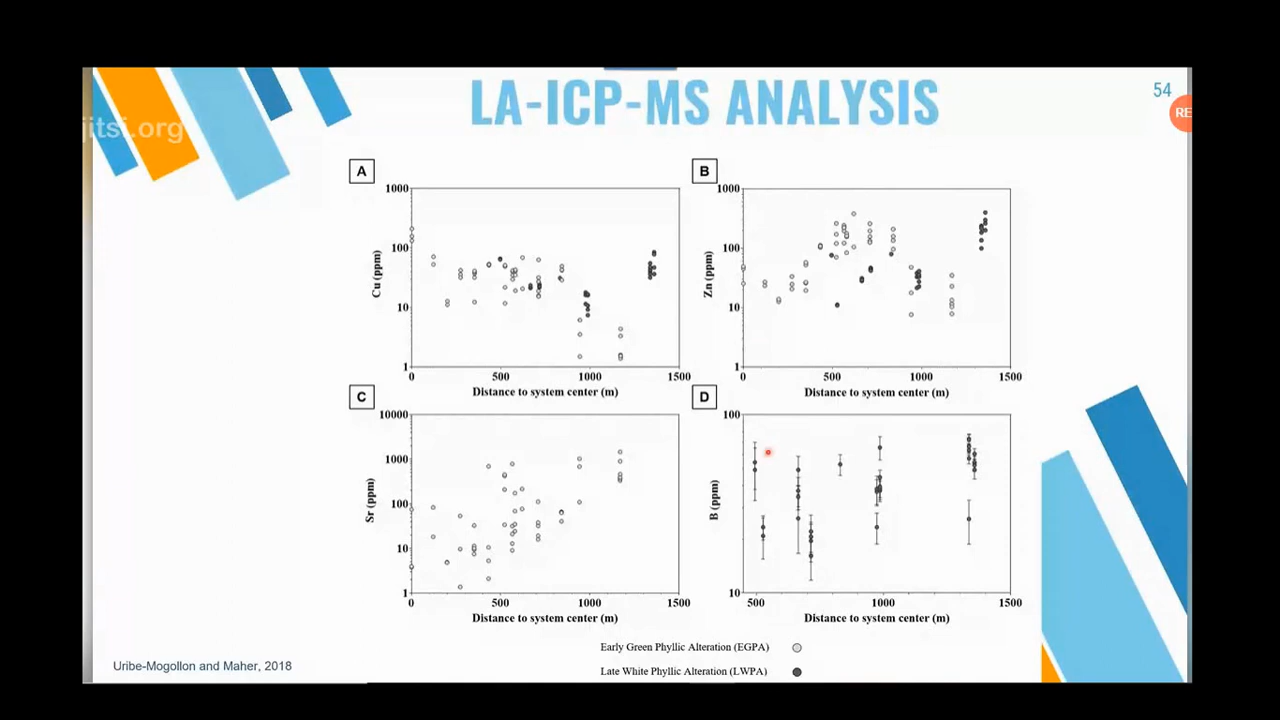 LA-ICP-MS ANALYSIS
54
jitsi.org
RE
A
1000
100
10
1
Cu (ppm)
0
500
1000
1500
Distance to system center (m)
B
1000
100
10
1
Zn (ppm)
0
500
1000
1500
Distance to system center (m)
C
10000
1000
100
10
1
Sr (ppm)
0
500
1000
1500
Distance to system center (m)
D
100
10
B (ppm)
500
1000
1500
Distance to system center (m)
Early Green Phyllic Alteration (EGPA)
Late White Phyllic Alteration (LWPA)
Uribe-Mogollon and Maher, 2018